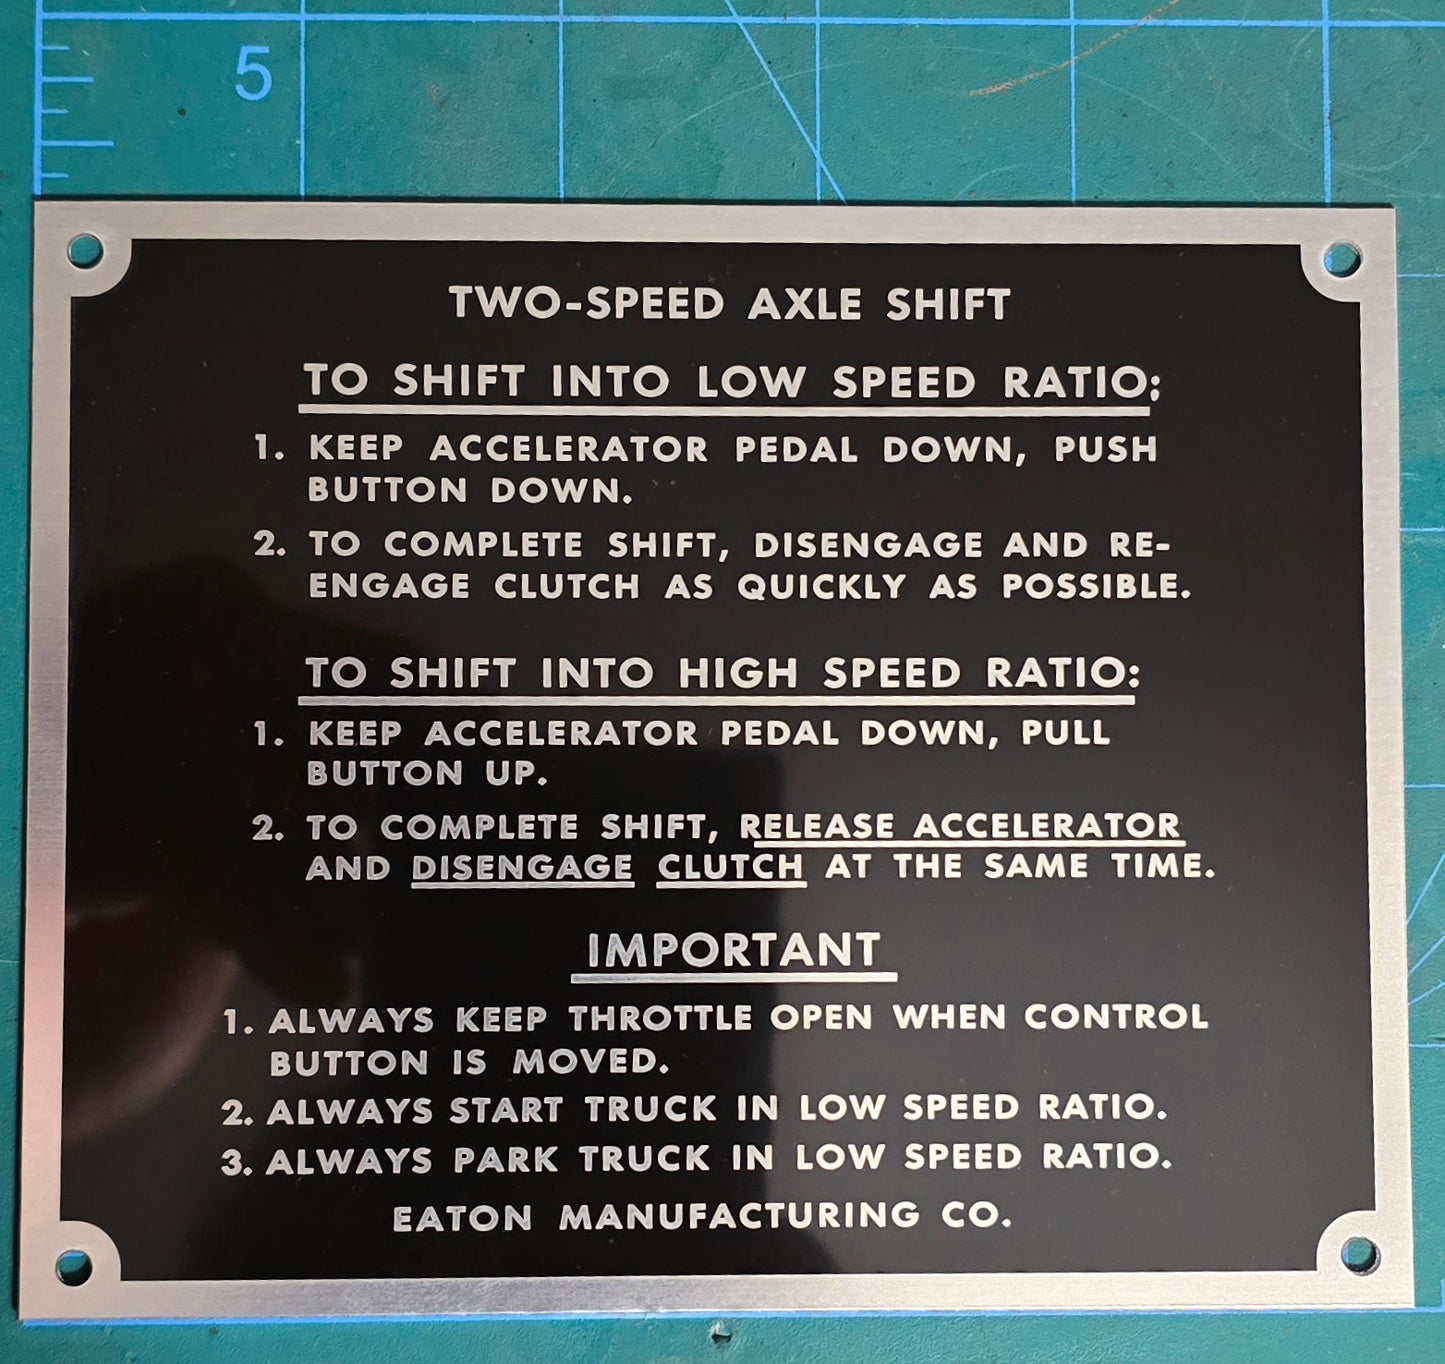 5
TWO-SPEED AXLE SHIFT
TO SHIFT INTO LOW SPEED RATIO;
1. KEEP ACCELERATOR PEDAL DOWN, PUSH
BUTTON DOWN.
2. TO COMPLETE SHIFT, DISENGAGE AND RE-
ENGAGE CLUTCH AS QUICKLY AS POSSIBLE.
TO SHIFT INTO HIGH SPEED RATIO:
1. KEEP ACCELERATOR PEDAL DOWN, PULL
BUTTON UP.
2. TO COMPLETE SHIFT, RELEASE ACCELERATOR
AND DISENGAGE CLUTCH AT THE SAME TIME.
IMPORTANT
1. ALWAYS KEEP THROTTLE OPEN WHEN CONTROL
BUTTON IS MOVED.
2. ALWAYS START TRUCK IN LOW SPEED RATIO.
3. ALWAYS PARK TRUCK IN LOW SPEED RATIO.
EATON MANUFACTURING CO.